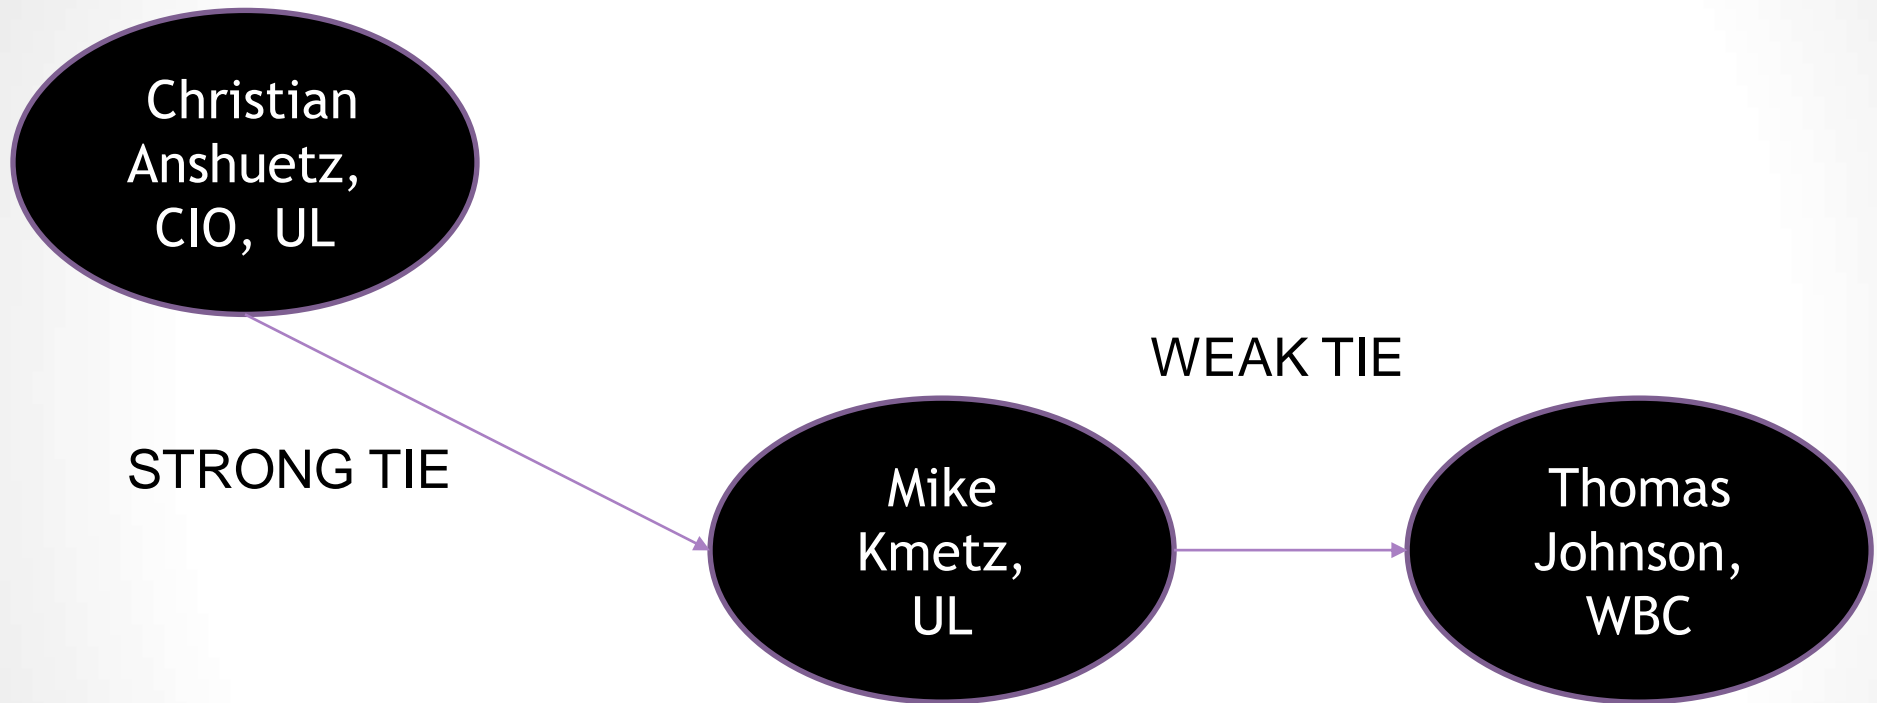 Christian
Anshuetz,
CIO, UL
STRONG TIE
WEAK TIE
Mike
Kmetz,
UL
Thomas
Johnson,
WBC